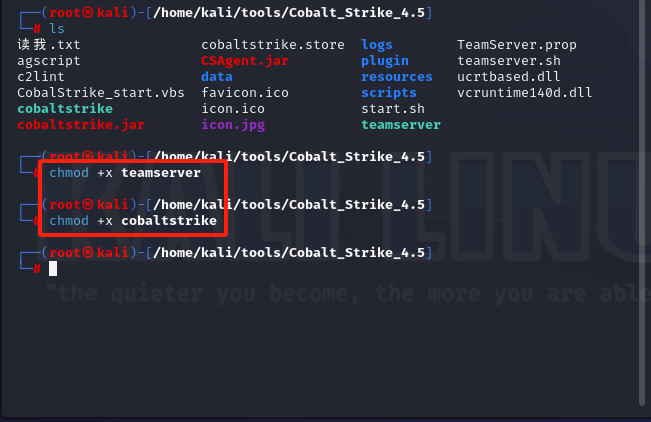 ┌──(root㉿kali)-[/home/kali/tools/Cobalt_Strike_4.5]
└─# ls
读我.txt cobaltstrike.store logs TeamServer.prop
agscript CSAgent.jar plugin teamserver.sh
c2lint data resources ucrtbased.dll
CobalStrike_start.vbs favicon.ico scripts vcruntime140d.dll
cobaltstrike icon.ico start.sh
cobaltstrike.jar icon.jpg teamserver
┌──(root㉿kali)-[/home/kali/tools/Cobalt_Strike_4.5]
└─# chmod +x teamserver
┌──(root㉿kali)-[/home/kali/tools/Cobalt_Strike_4.5]
└─# chmod +x cobaltstrike
┌──(root㉿kali)-[/home/kali/tools/Cobalt_Strike_4.5]
└─#
KALI LINU
"the quieter you become, the more you are able